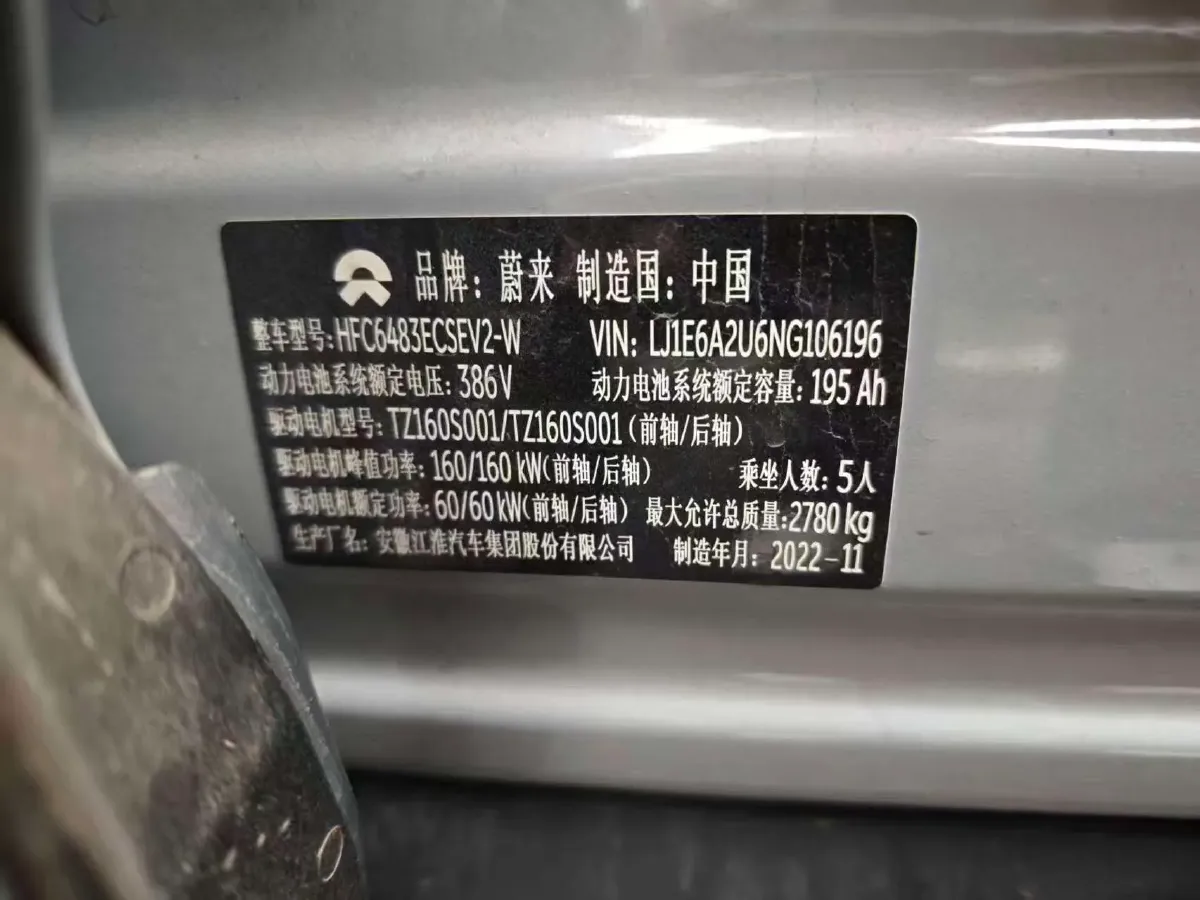 品牌：蔚来 制造国：中国
整车型号：HFC6483ECSEV2-W VIN：LJ1E6A2U6NG106196
动力电池系统额定电压：386V 动力电池系统额定容量：195 Ah
驱动电机型号：TZ160S001/TZ160S001（前轴/后轴）
驱动电机峰值功率：160/160 kW（前轴/后轴） 乘坐人数：5人
驱动电机额定功率：60/60 kW（前轴/后轴） 最大允许总质量：2780 kg
生产厂名：安徽江淮汽车集团股份有限公司 制造年月：2022-11